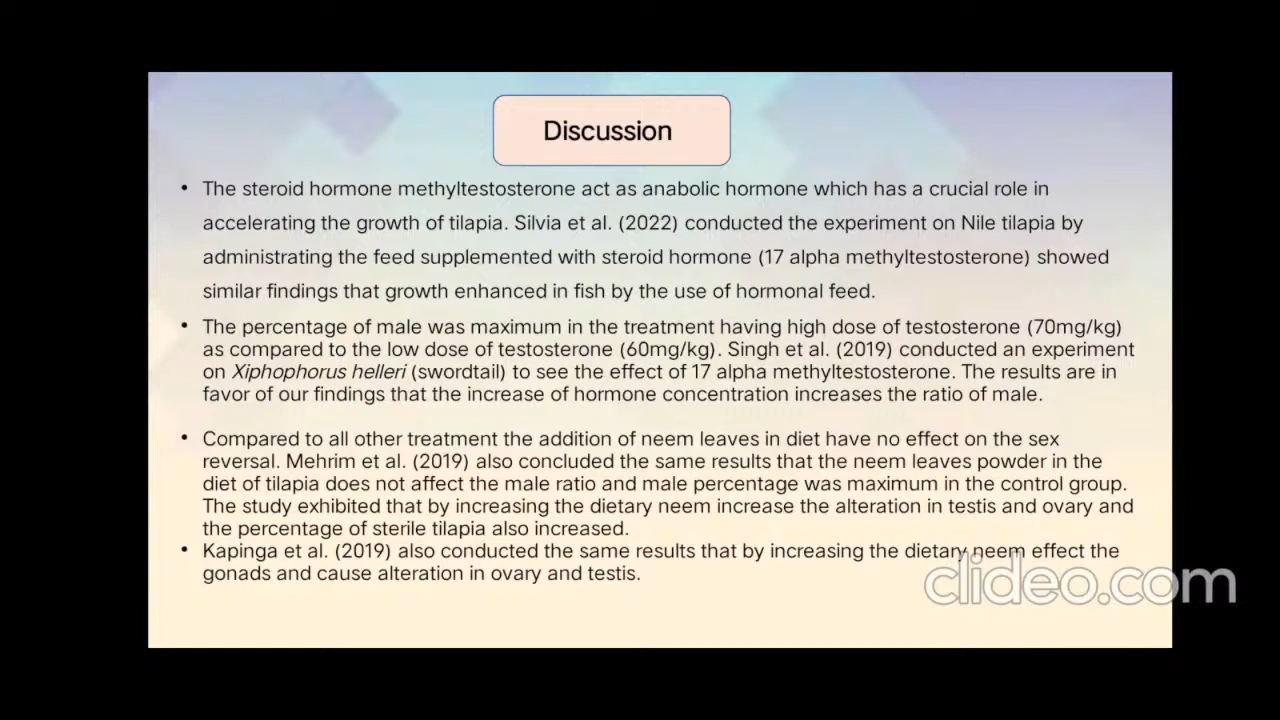 Discussion
• The steroid hormone methyltestosterone act as anabolic hormone which has a crucial role in
accelerating the growth of tilapia. Silvia et al. (2022) conducted the experiment on Nile tilapia by
administrating the feed supplemented with steroid hormone (17 alpha methyltestosterone) showed
similar findings that growth enhanced in fish by the use of hormonal feed.
• The percentage of male was maximum in the treatment having high dose of testosterone (70mg/kg)
as compared to the low dose of testosterone (60mg/kg). Singh et al. (2019) conducted an experiment
on Xiphophorus helleri (swordtail) to see the effect of 17 alpha methyltestosterone. The results are in
favor of our findings that the increase of hormone concentration increases the ratio of male.
• Compared to all other treatment the addition of neem leaves in diet have no effect on the sex
reversal. Mehrim et al. (2019) also concluded the same results that the neem leaves powder in the
diet of tilapia does not affect the male ratio and male percentage was maximum in the control group.
The study exhibited that by increasing the dietary neem increase the alteration in testis and ovary and
the percentage of sterile tilapia also increased.
• Kapinga et al. (2019) also conducted the same results that by increasing the dietary neem effect the
gonads and cause alteration in ovary and testis.
clideo.com